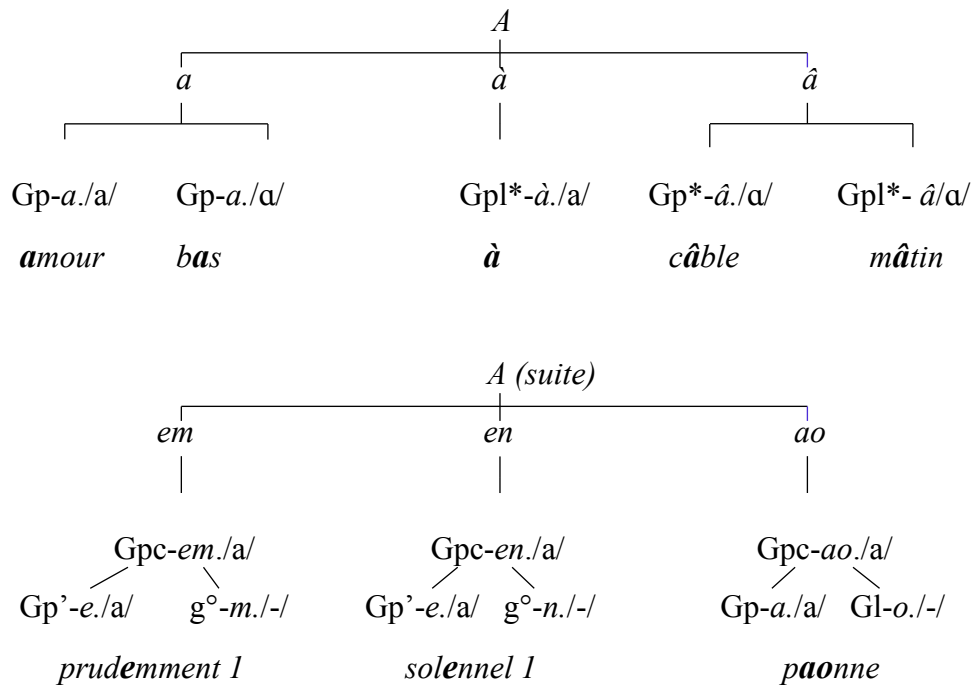 A
a à â
Gp-a./a/ Gp-a./ɑ/ Gpl*-à./a/ Gp*-â./ɑ/ Gpl*- â/ɑ/
amour bas à câble mâtin
A (suite)
em en ao
Gpc-em./a/ Gpc-en./a/ Gpc-ao./a/
Gp’-e./a/ g°-m./-/ Gp’-e./a/ g°-n./-/ Gp-a./a/ Gl-o./-/
prudemment 1 solennel 1 paonne